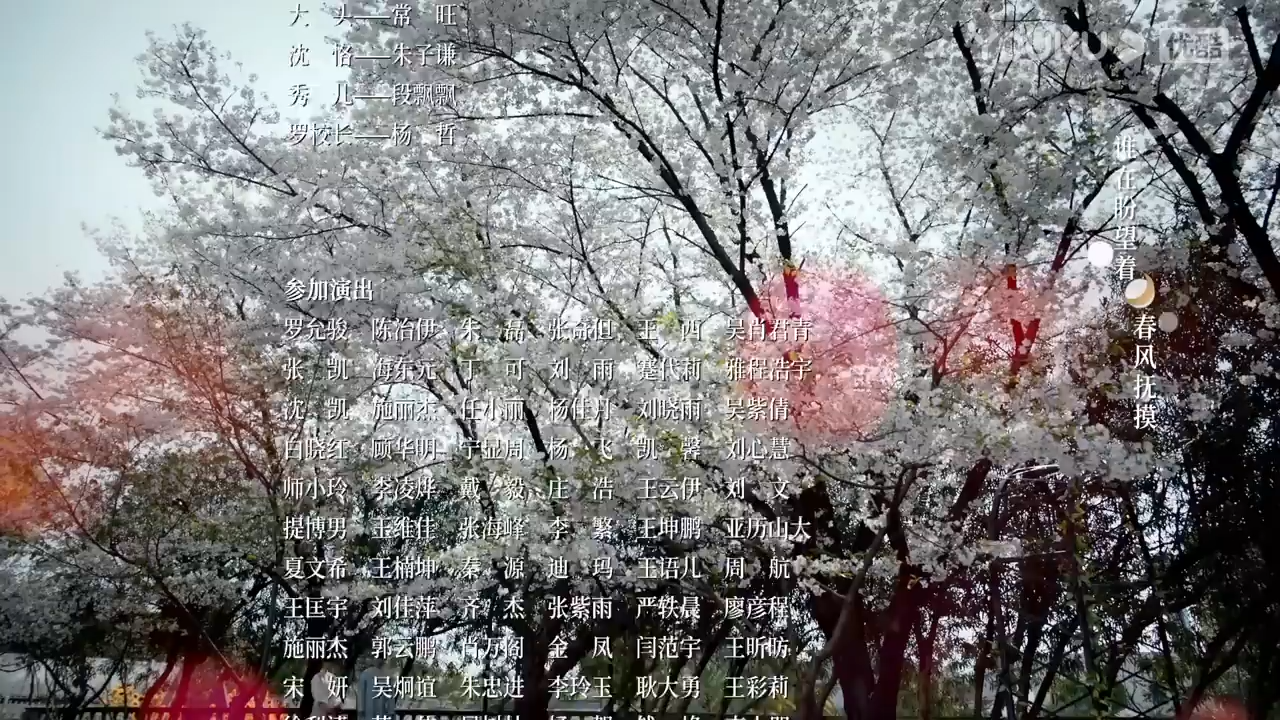 大　头——常　旺
沈　恪——朱子谦
秀　儿——段飘飘
罗校长——杨　哲
参加演出
罗允骏　陈治伊　朱　磊　张奇但　王　西　吴肖君青
张　凯　海东元　丁　可　刘　雨　蹇代莉　雅程浩宇
沈　凯　施丽杰　任小丽　杨佳丹　刘晓雨　吴紫倩
白晓红　顾华明　宁显周　杨　飞　凯　馨　刘心慧
师小玲　李凌烨　戴　毅　庄　浩　王云伊　刘　文
提博男　王维佳　张海峰　李　繁　王坤鹏　亚历山大
夏文希　王楠坤　秦　源　迪　玛　王语儿　周　航
王匡宇　刘佳萍　齐　杰　张紫雨　严轶晨　廖彦程
施丽杰　郭云鹏　肖万阁　金　凤　闫范宇　王昕昉
宋　妍　吴炯谊　朱忠进　李玲玉　耿大勇　王彩莉
YOUKU 优酷
谁在盼望着
春风抚摸